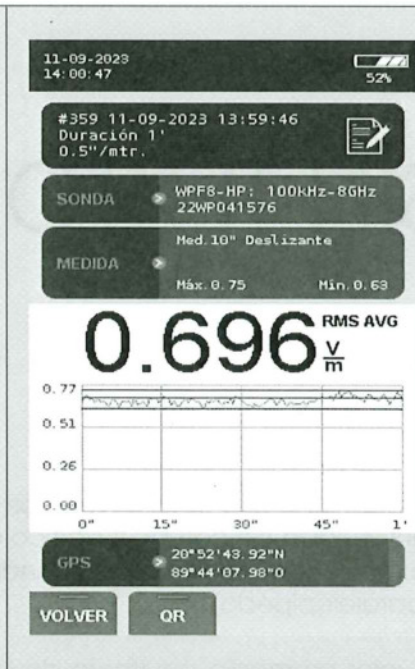 11-09-2023
14:00:47
52%
#359 11-09-2023 13:59:46
Duración 1'
0.5"/mtr.
SONDA
WPF8-HP: 100kHz-8GHz
22WP041576
MEDIDA
Med.10" Deslizante
Máx.0.75 Min.0.63
0.696 RMS AVG
V
m
0.77
0.51
0.26
0.00
0" 15" 30" 45" 1'
GPS
20°52'43.92"N
89°44'07.98"O
VOLVER QR